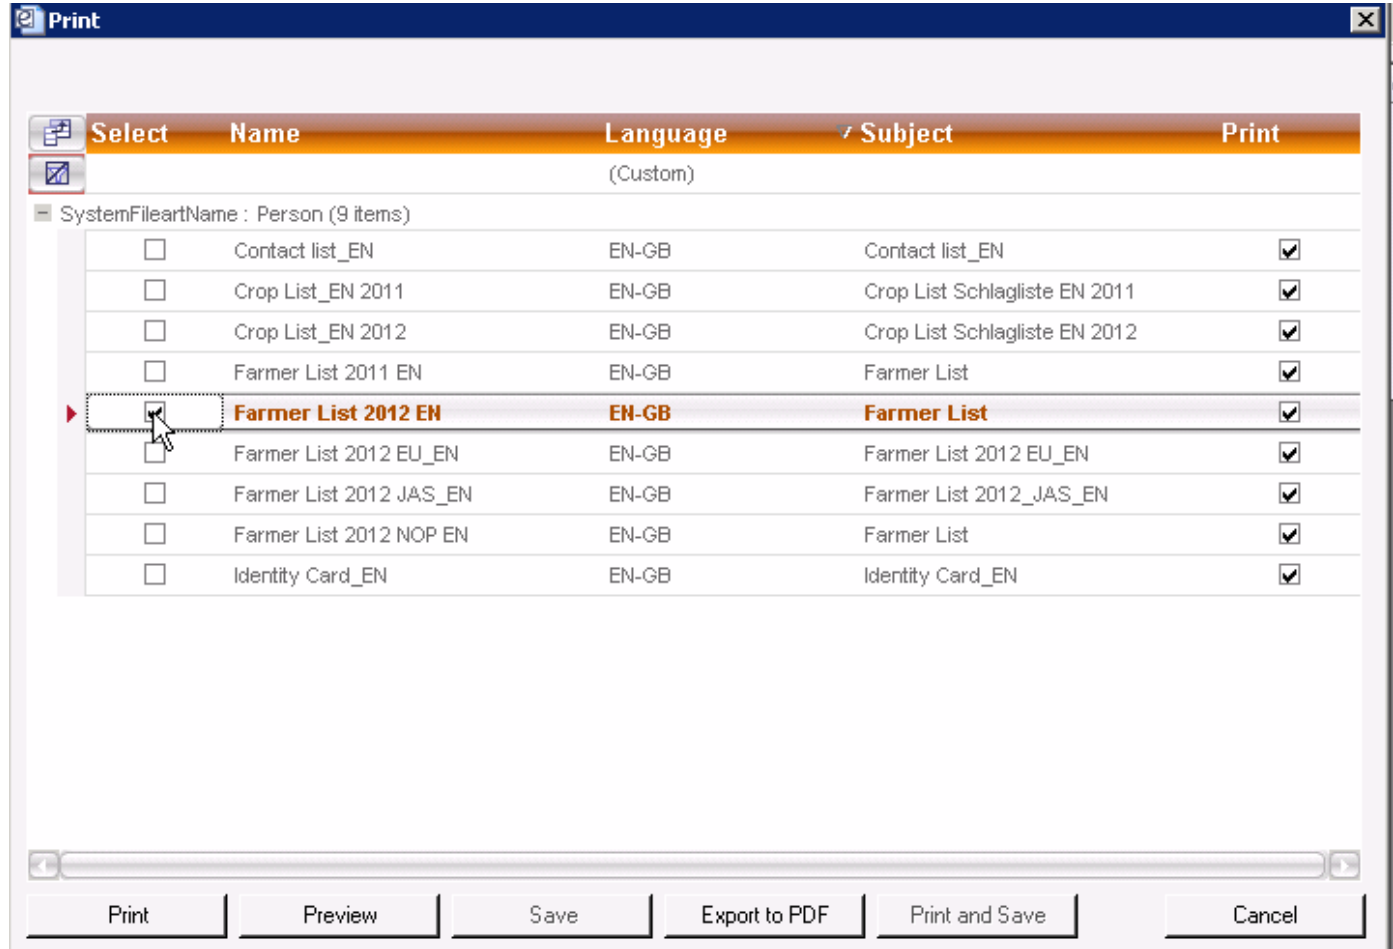 Print
Select Name Language Subject Print
(Custom)
SystemFileartName : Person (9 items)
Contact list_EN EN-GB Contact list_EN
Crop List_EN 2011 EN-GB Crop List Schlagliste EN 2011
Crop List_EN 2012 EN-GB Crop List Schlagliste EN 2012
Farmer List 2011 EN EN-GB Farmer List
Farmer List 2012 EN EN-GB Farmer List
Farmer List 2012 EU_EN EN-GB Farmer List 2012 EU_EN
Farmer List 2012 JAS_EN EN-GB Farmer List 2012_JAS_EN
Farmer List 2012 NOP EN EN-GB Farmer List
Identity Card_EN EN-GB Identity Card_EN
Print Preview Save Export to PDF Print and Save Cancel